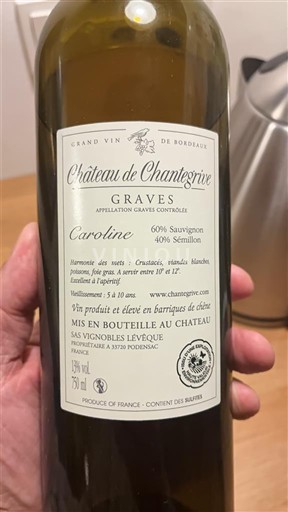 GRAND VIN DE BORDEAUX
Château de Chantegrive
GRAVES
APPELLATION GRAVES CONTRÔLÉE
Caroline
60% Sauvignon
40% Sémillon
VINIOU
Harmonie des mets : Crustacés, viandes blanches,
poissons, foie gras. A servir entre 10° et 12°.
Excellent à l'apéritif
Vieillissement : 5 à 10 ans. www.chantegrive.com
Vin produit et élevé en barriques de chêne
MIS EN BOUTEILLE AU CHATEAU
SAS VIGNOBLES LÉVÊQUE
PROPRIÉTAIRE A 33720 PODENSAC
FRANCE
13% vol.
750 ml
PRODUCE OF FRANCE - CONTIENT DES SULFITES